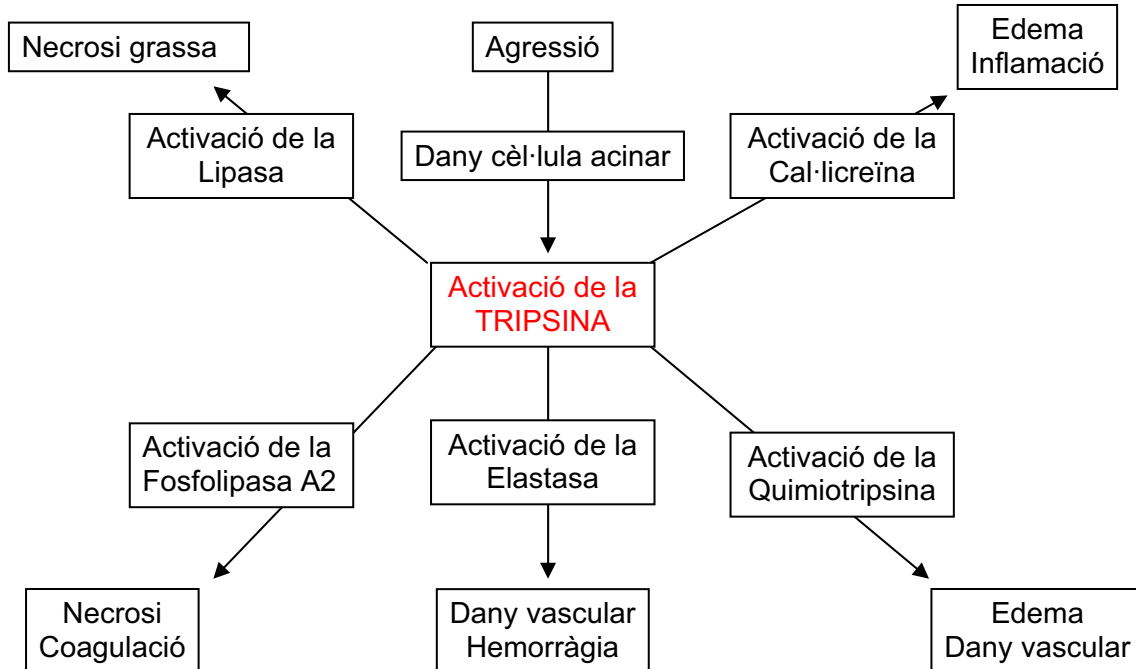 Necrosi grassa
Agressió
Edema
Inflamació
Activació de la
Lipasa
Dany cèl·lula acinar
Activació de la
Cal·licreïna
Activació de la
TRIPSINA
Activació de la
Fosfolipasa A2
Activació de la
Elastasa
Activació de la
Quimiotripsina
Necrosi
Coagulació
Dany vascular
Hemorràgia
Edema
Dany vascular